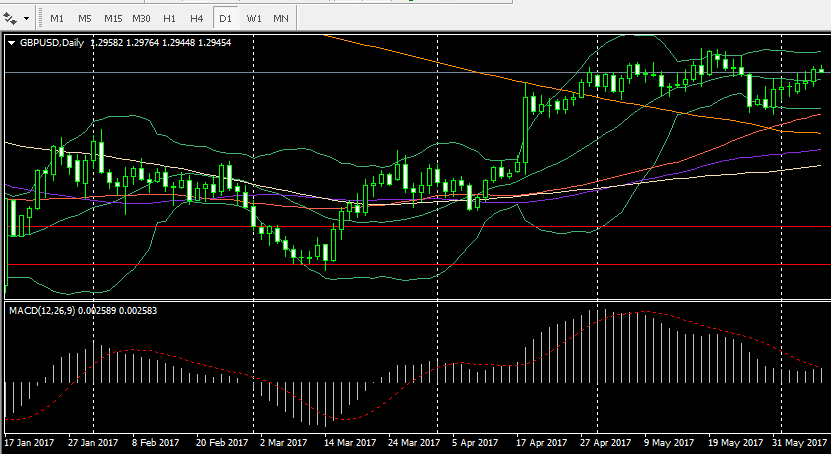 M1 M5 M15 M30 H1 H4 D1 W1 MN
GBPUSD,Daily 1.29582 1.29764 1.29448 1.29454
MACD(12,26,9) 0.002589 0.002583
17 Jan 2017 27 Jan 2017 8 Feb 2017 20 Feb 2017 2 Mar 2017 14 Mar 2017 24 Mar 2017 5 Apr 2017 17 Apr 2017 27 Apr 2017 9 May 2017 19 May 2017 31 May 2017